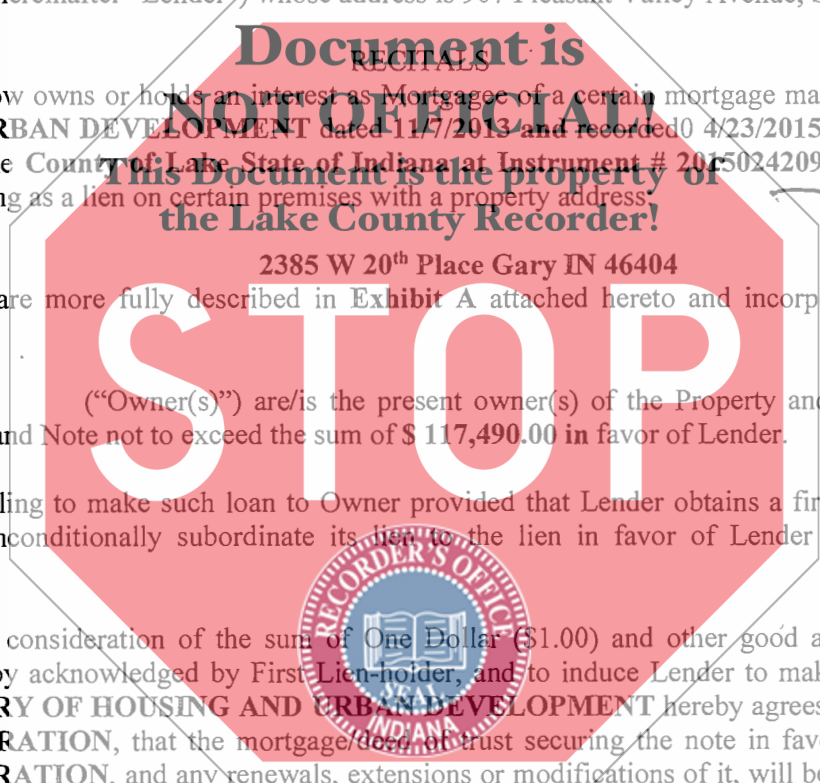 Document is
RECITALS
w owns or holds an interest as Mortgagee of a certain mortgage ma
NOT OFFICIAL!
RBAN DEVELOPMENT dated 11/7/2013 and recorded0 4/23/2015
e County of Lake State of Indiana at Instrument # 2015024209
This Document is the property of
ng as a lien on certain premises with a property address:
the Lake County Recorder!
2385 W 20th Place Gary IN 46404
are more fully described in Exhibit A attached hereto and incorp
STOP
("Owner(s)") are/is the present owner(s) of the Property and
and Note not to exceed the sum of $ 117,490.00 in favor of Lender.
ling to make such loan to Owner provided that Lender obtains a fir
nconditionally subordinate its lien to the lien in favor of Lender
RECORDER'S OFFICE
consideration of the sum of One Dollar ($1.00) and other good a
by acknowledged by First Lien-holder, and to induce Lender to mak
SEAL
RY OF HOUSING AND URBAN DEVELOPMENT hereby agrees
INDIANA
RATION, that the mortgage/deed of trust securing the note in favo
RATION, and any renewals, extensions or modifications of it, will be